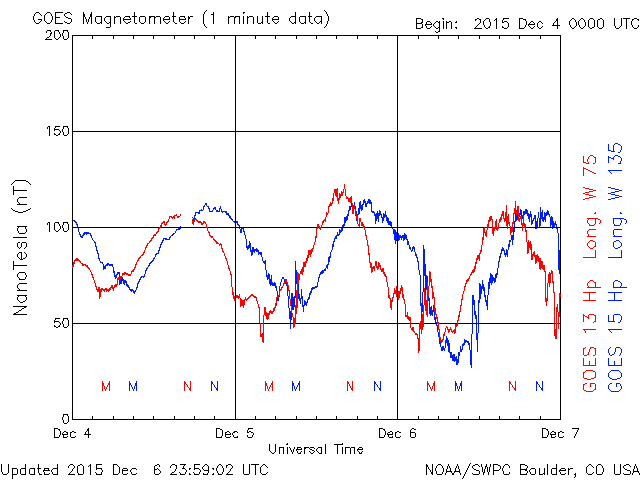 GOES Magnetometer (1 minute data)
Begin: 2015 Dec 4 0000 UTC
200
150
100
50
0
NanoTesla (nT)
M M N N M M N N M M N N
Dec 4 Dec 5 Dec 6 Dec 7
Universal Time
GOES 13 Hp Long. W 75
GOES 15 Hp Long. W 135
Updated 2015 Dec 6 23:59:02 UTC
NOAA/SWPC Boulder, CO USA